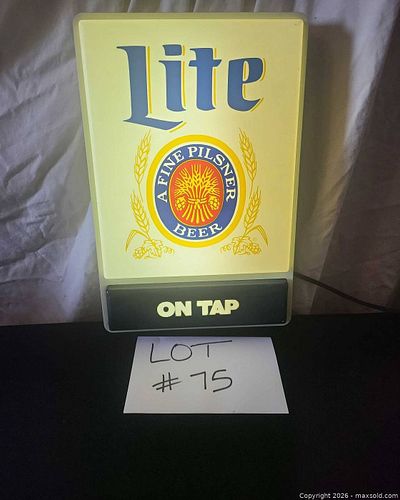 Lite
A FINE PILSNER
BEER
ON TAP
LOT
# 75
Copyright © 2026 - maxsold.com